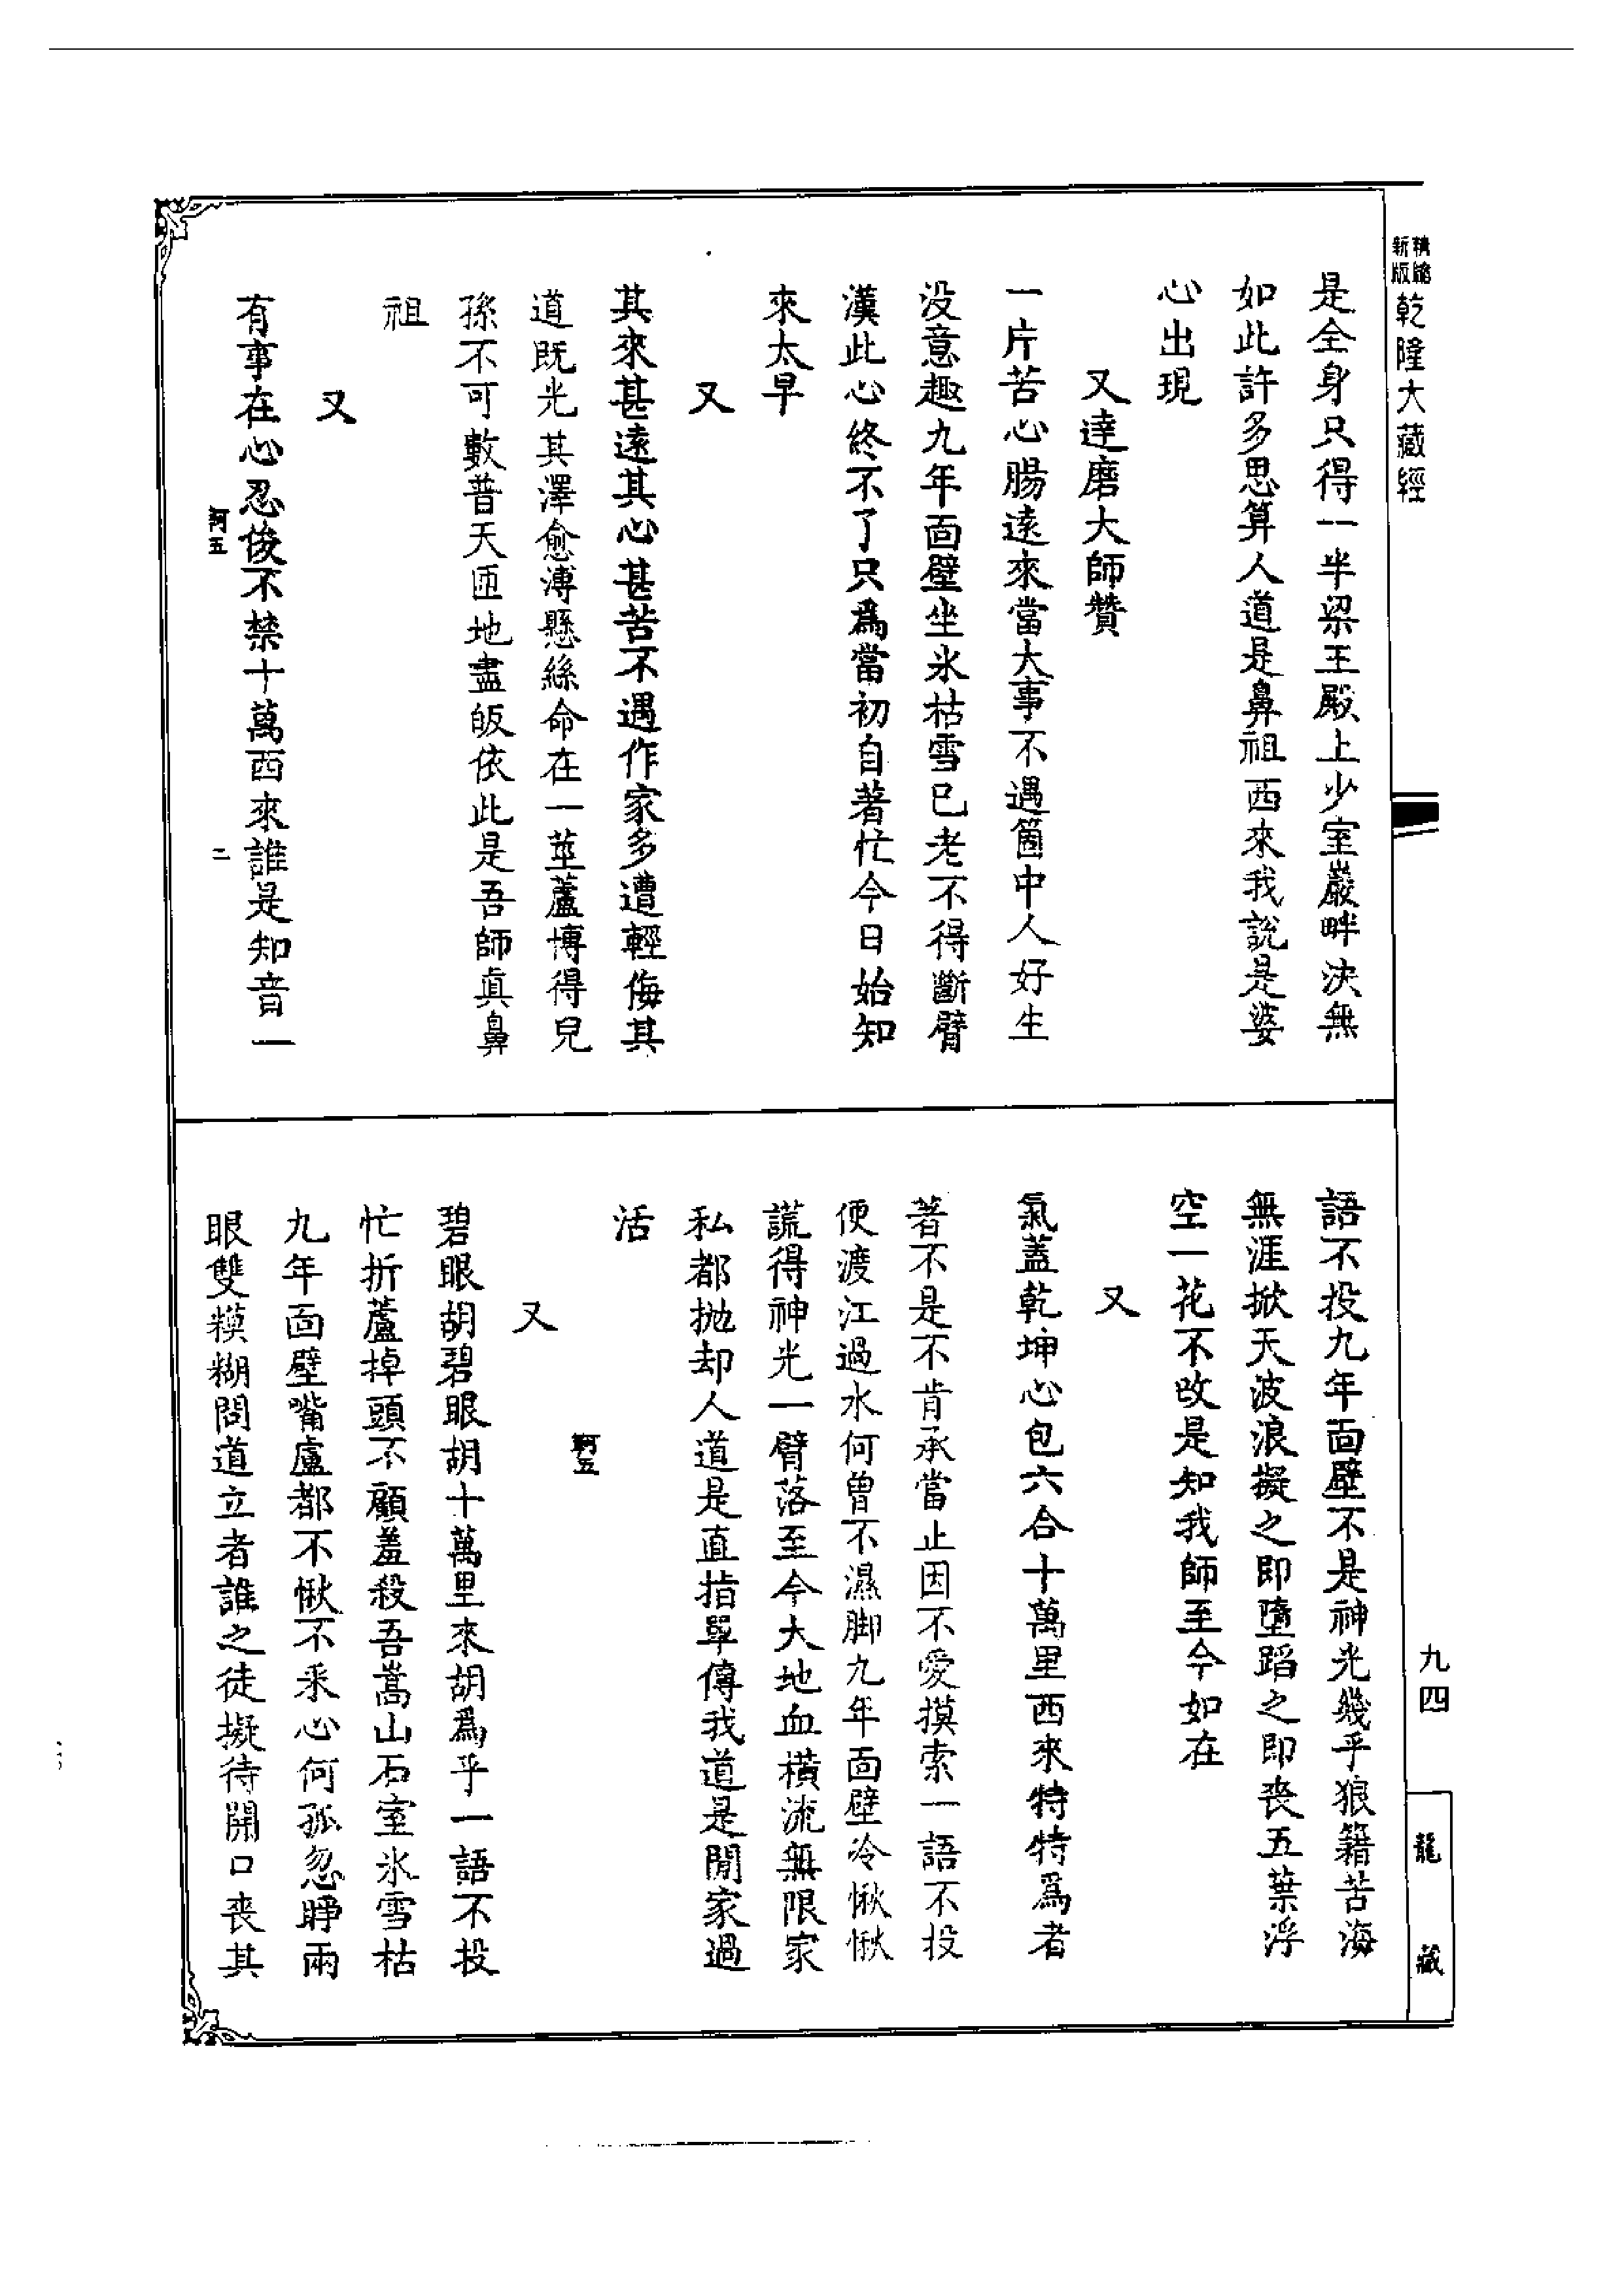 精縮新版乾隆大藏經
是全身只得一半梁王殿上少室巖畔決無
如此許多思算人道是鼻祖西來我說是婆
心出現
又達磨大師贊
一片苦心腸遠來當大事不遇箇中人好生
没意趣九年面壁坐氷枯雪已老不得斷臂
漢此心終不了只爲當初自著忙今日始知
來太早
又
其來甚遠其心甚苦不遇作家多遭輕侮其
道既光其澤愈溥懸絲命在一莖蘆博得兒
孫不可數普天匝地盡皈依此是吾師眞鼻
祖
又
有事在心忍俊不禁十萬西來誰是知音一
軻五
二
語不投九年面壁不是神光幾乎狼籍苦海
無涯掀天波浪擬之即墮蹈之即喪五葉浮
空一花不改是知我師至今如在
又
氣蓋乾坤心包六合十萬里西來特特爲者
著不是不肯承當止因不愛摸索一語不投
便渡江過水何曾不濕脚九年面壁冷愀愀
謊得神光一臂落至今大地血橫流無限家
私都抛却人道是直指單傳我道是閒家過
活
軻五
又
碧眼胡碧眼胡十萬里來胡爲乎一語不投
忙折蘆掉頭不顧羞殺吾嵩山石室氷雪枯
九年面壁嘴盧都不愀不釆心何孤忽睜兩
眼雙糢糊問道立者誰之徒擬待開口喪其
九四
龍藏